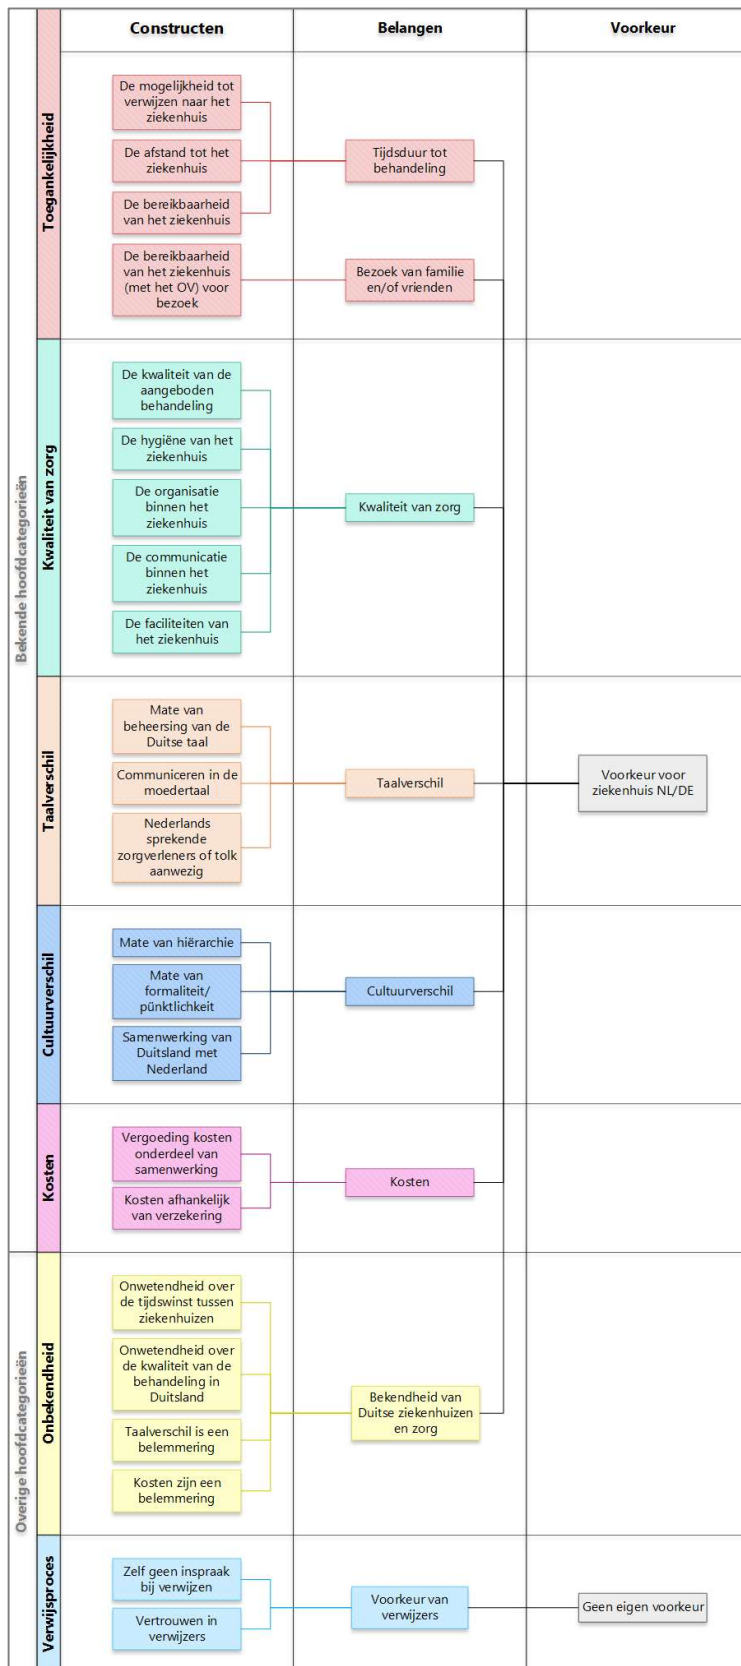 Constructen
Belangen
Voorkeur
Bekende hoofdcategorieën
Toegankelijkheid
De mogelijkheid tot
verwijzen naar het
ziekenhuis
De afstand tot het
ziekenhuis
De bereikbaarheid
van het ziekenhuis
De bereikbaarheid
van het ziekenhuis
(met het OV) voor
bezoek
Tijdsduur tot
behandeling
Bezoek van familie
en/of vrienden
Kwaliteit van zorg
De kwaliteit van de
aangeboden
behandeling
De hygiëne van het
ziekenhuis
De organisatie
binnen het
ziekenhuis
De communicatie
binnen het
ziekenhuis
De faciliteiten van
het ziekenhuis
Kwaliteit van zorg
Taalverschil
Mate van
beheersing van de
Duitse taal
Communiceren in de
moedertaal
Nederlands
sprekende
zorgverleners of tolk
aanwezig
Taalverschil
Voorkeur voor
ziekenhuis NL/DE
Cultuurverschil
Mate van hiërarchie
Mate van
formaliteit/
pünktlichkeit
Samenwerking van
Duitsland met
Nederland
Cultuurverschil
Kosten
Vergoeding kosten
onderdeel van
samenwerking
Kosten afhankelijk
van verzekering
Kosten
Overige hoofdcategorieën
Onbekendheid
Onwetendheid over
de tijdswinst tussen
ziekenhuizen
Onwetendheid over
de kwaliteit van de
behandeling in
Duitsland
Taalverschil is een
belemmering
Kosten zijn een
belemmering
Bekendheid van
Duitse ziekenhuizen
en zorg
Verwijsproces
Zelf geen inspraak
bij verwijzen
Vertrouwen in
verwijzers
Voorkeur van
verwijzers
Geen eigen voorkeur